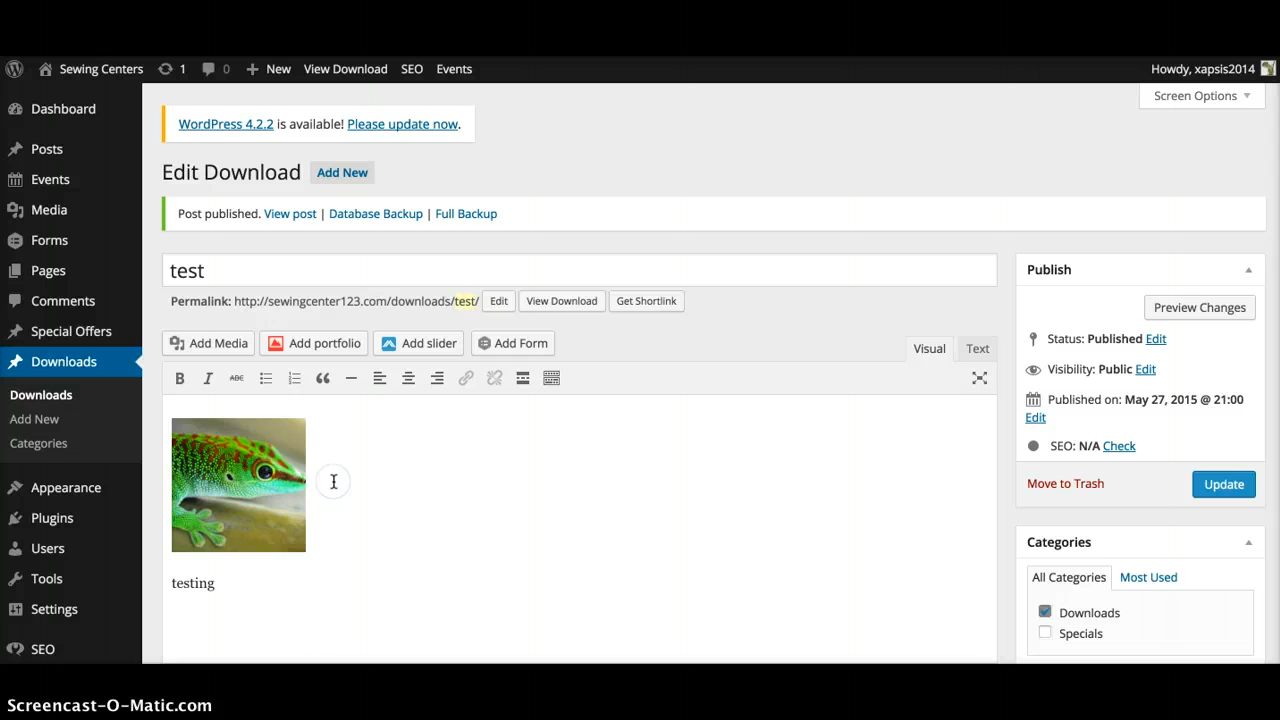 Sewing Centers 1 0 New View Download SEO Events Howdy, xapsis2014
Screen Options
WordPress 4.2.2 is available! Please update now.
Edit Download Add New
Post published. View post | Database Backup | Full Backup
test
Permalink: http://sewingcenter123.com/downloads/test/ Edit View Download Get Shortlink
Add Media Add portfolio Add slider Add Form
Visual Text
B I ABC
testing
Dashboard
Posts
Events
Media
Forms
Pages
Comments
Special Offers
Downloads
Downloads
Add New
Categories
Appearance
Plugins
Users
Tools
Settings
SEO
Publish
Preview Changes
Status: Published Edit
Visibility: Public Edit
Published on: May 27, 2015 @ 21:00
Edit
SEO: N/A Check
Move to Trash Update
Categories
All Categories Most Used
Downloads
Specials
Screencast-O-Matic.com